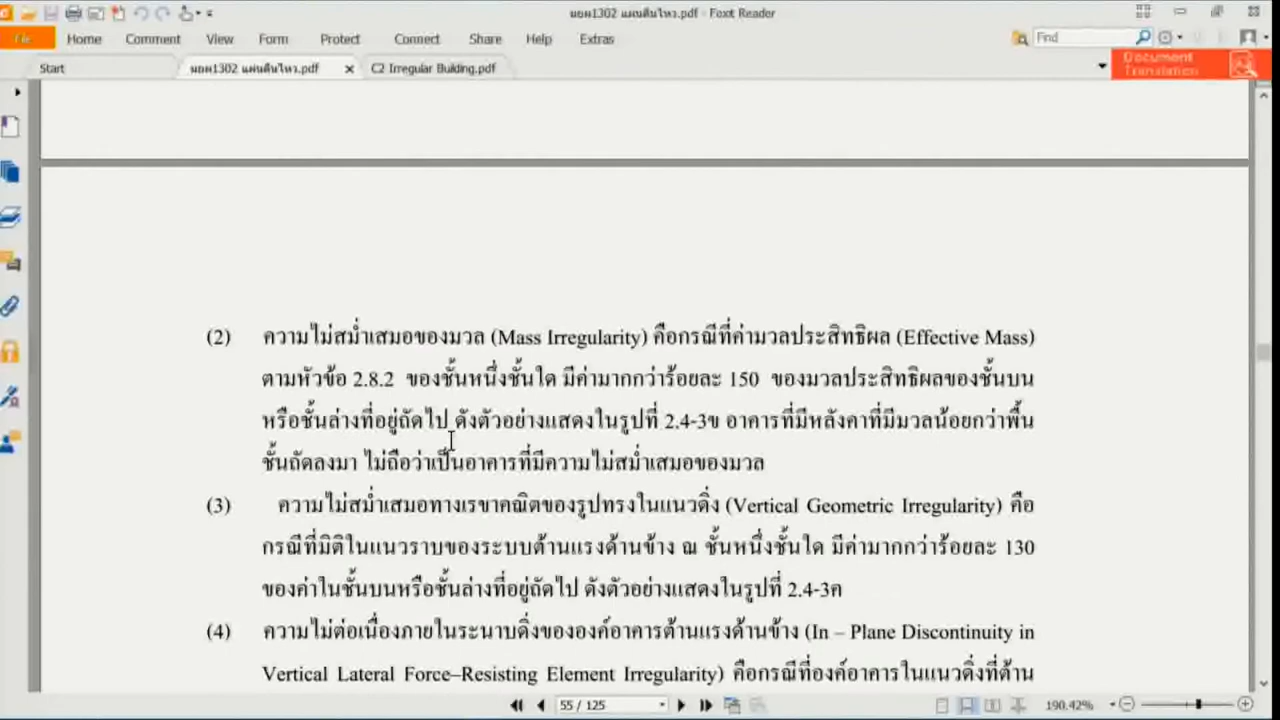 มยผ1302 แผ่นดินไหว.pdf - Foxit Reader
File Home Comment View Form Protect Connect Share Help Extras Find
Start มยผ1302 แผ่นดินไหว.pdf C2 Irregular Building.pdf Document
Translation
(2) ความไม่สม่ำเสมอของมวล (Mass Irregularity) คือกรณีที่ค่ามวลประสิทธิผล (Effective Mass)
ตามหัวข้อ 2.8.2 ของชั้นหนึ่งชั้นใด มีค่ามากกว่าร้อยละ 150 ของมวลประสิทธิผลของชั้นบน
หรือชั้นล่างที่อยู่ถัดไป ดังตัวอย่างแสดงในรูปที่ 2.4-3ข อาคารที่มีหลังคาที่มีมวลน้อยกว่าพื้น
ชั้นถัดลงมา ไม่ถือว่าเป็นอาคารที่มีความไม่สม่ำเสมอของมวล
(3) ความไม่สม่ำเสมอทางเรขาคณิตของรูปทรงในแนวดิ่ง (Vertical Geometric Irregularity) คือ
กรณีที่มิติในแนวราบของระบบต้านแรงด้านข้าง ณ ชั้นหนึ่งชั้นใด มีค่ามากกว่าร้อยละ 130
ของค่าในชั้นบนหรือชั้นล่างที่อยู่ถัดไป ดังตัวอย่างแสดงในรูปที่ 2.4-3ค
(4) ความไม่ต่อเนื่องภายในระนาบดิ่งขององค์อาคารต้านแรงด้านข้าง (In – Plane Discontinuity in
Vertical Lateral Force–Resisting Element Irregularity) คือกรณีที่องค์อาคารในแนวดิ่งที่ต้าน
55 / 125 190.42%